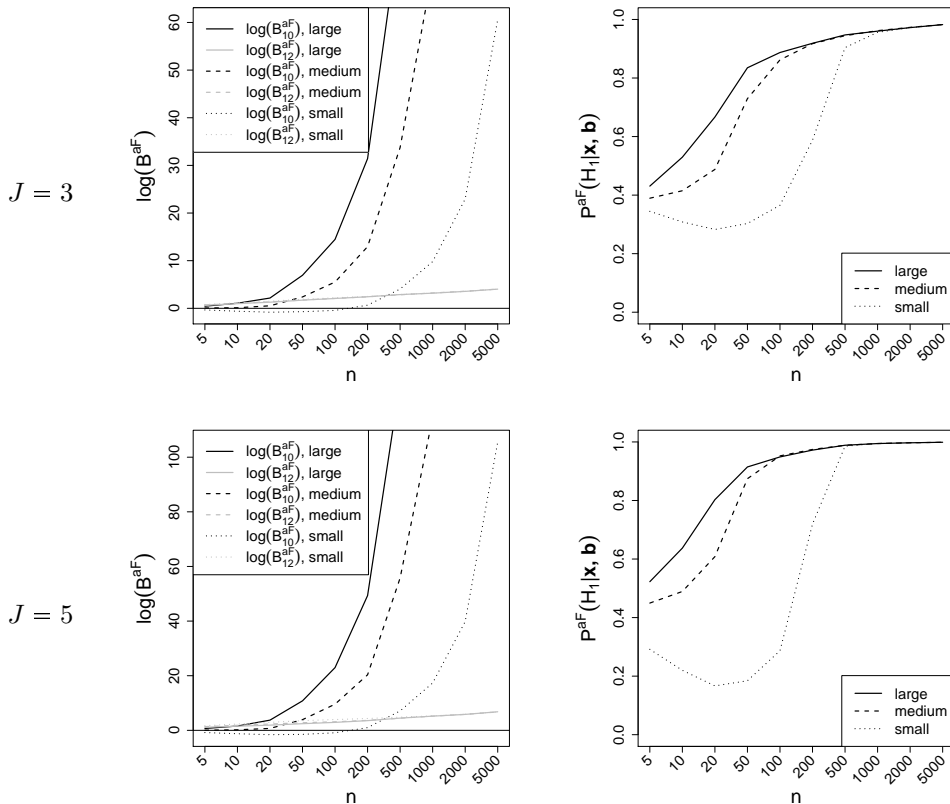 J = 3
log(B^aF)
0
10
20
30
40
50
60
log(B^aF_10), large
log(B^aF_12), large
log(B^aF_10), medium
log(B^aF_12), medium
log(B^aF_10), small
log(B^aF_12), small
5
10
20
50
100
200
500
1000
2000
5000
n
P^aF(H_1|x, b)
0.0
0.2
0.4
0.6
0.8
1.0
large
medium
small
5
10
20
50
100
200
500
1000
2000
5000
n
J = 5
log(B^aF)
0
20
40
60
80
100
log(B^aF_10), large
log(B^aF_12), large
log(B^aF_10), medium
log(B^aF_12), medium
log(B^aF_10), small
log(B^aF_12), small
5
10
20
50
100
200
500
1000
2000
5000
n
P^aF(H_1|x, b)
0.0
0.2
0.4
0.6
0.8
1.0
large
medium
small
5
10
20
50
100
200
500
1000
2000
5000
n